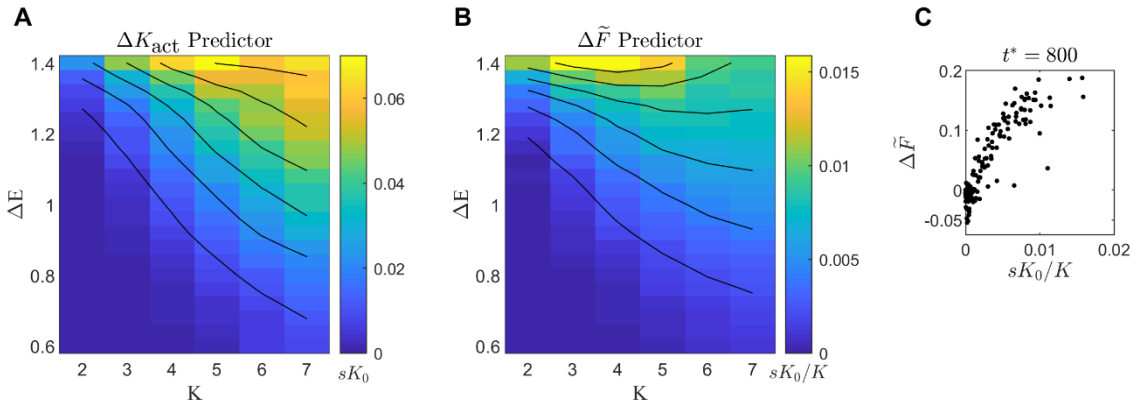 A
ΔK_act Predictor
1.4
1.2
1
0.8
0.6
ΔE
2 3 4 5 6 7
K
0.06
0.04
0.02
0
sK_0
B
ΔF̃ Predictor
1.4
1.2
1
0.8
0.6
ΔE
2 3 4 5 6 7
K
0.015
0.01
0.005
0
sK_0/K
C
t* = 800
0.2
0.1
0
-0.05
ΔF̃
0 0.01 0.02
sK_0/K